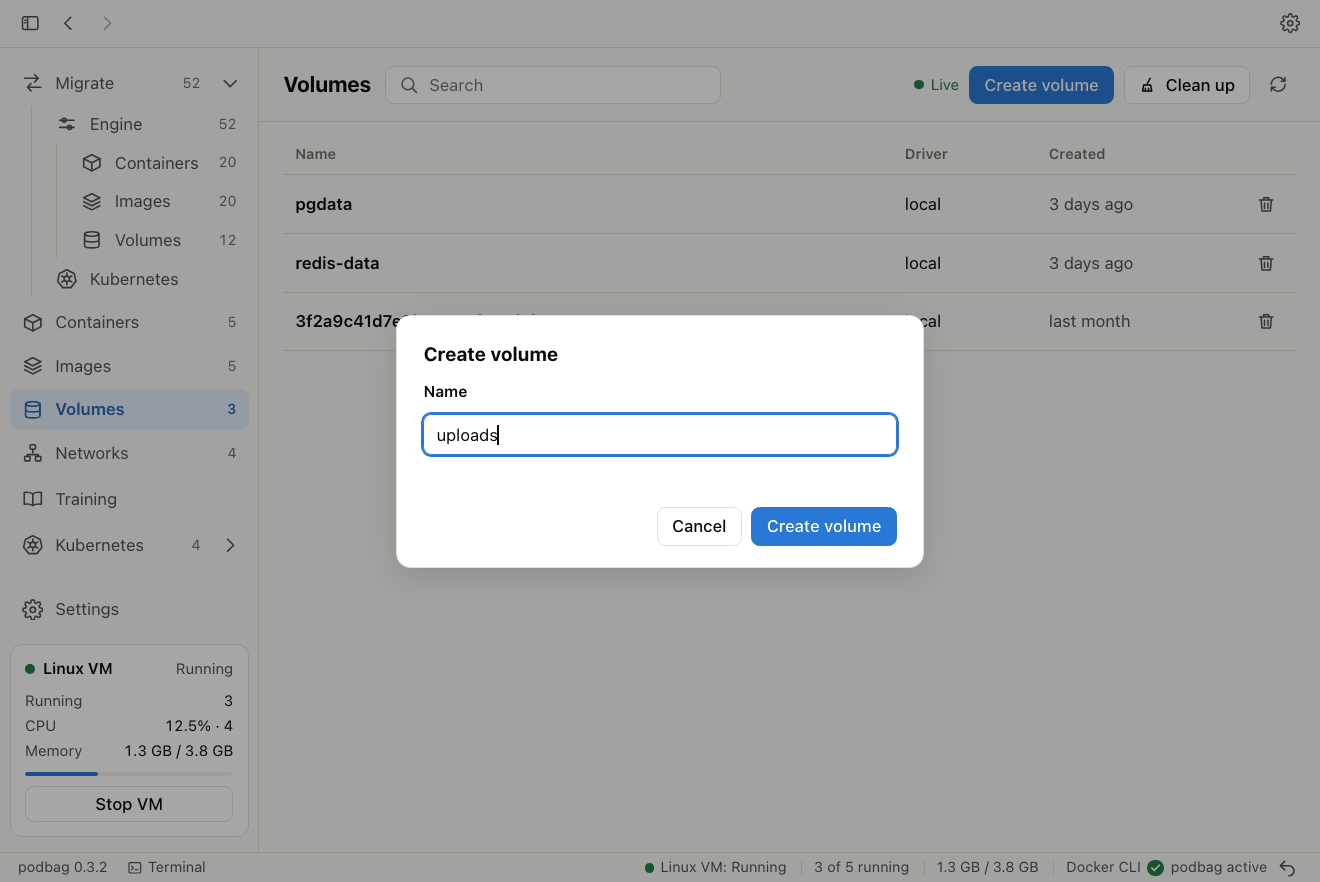 Migrate 52
Engine 52
Containers 20
Images 20
Volumes 12
Kubernetes
Containers 5
Images 5
Volumes 3
Networks 4
Training
Kubernetes 4
Settings
Linux VM Running
Running 3
CPU 12.5% · 4
Memory 1.3 GB / 3.8 GB
Stop VM
Volumes Search Live Create volume Clean up
Name Driver Created
pgdata local 3 days ago
redis-data local 3 days ago
last month
Create volume
Name
uploads
Cancel Create volume
podbag 0.3.2 Terminal Linux VM: Running 3 of 5 running 1.3 GB / 3.8 GB Docker CLI podbag active